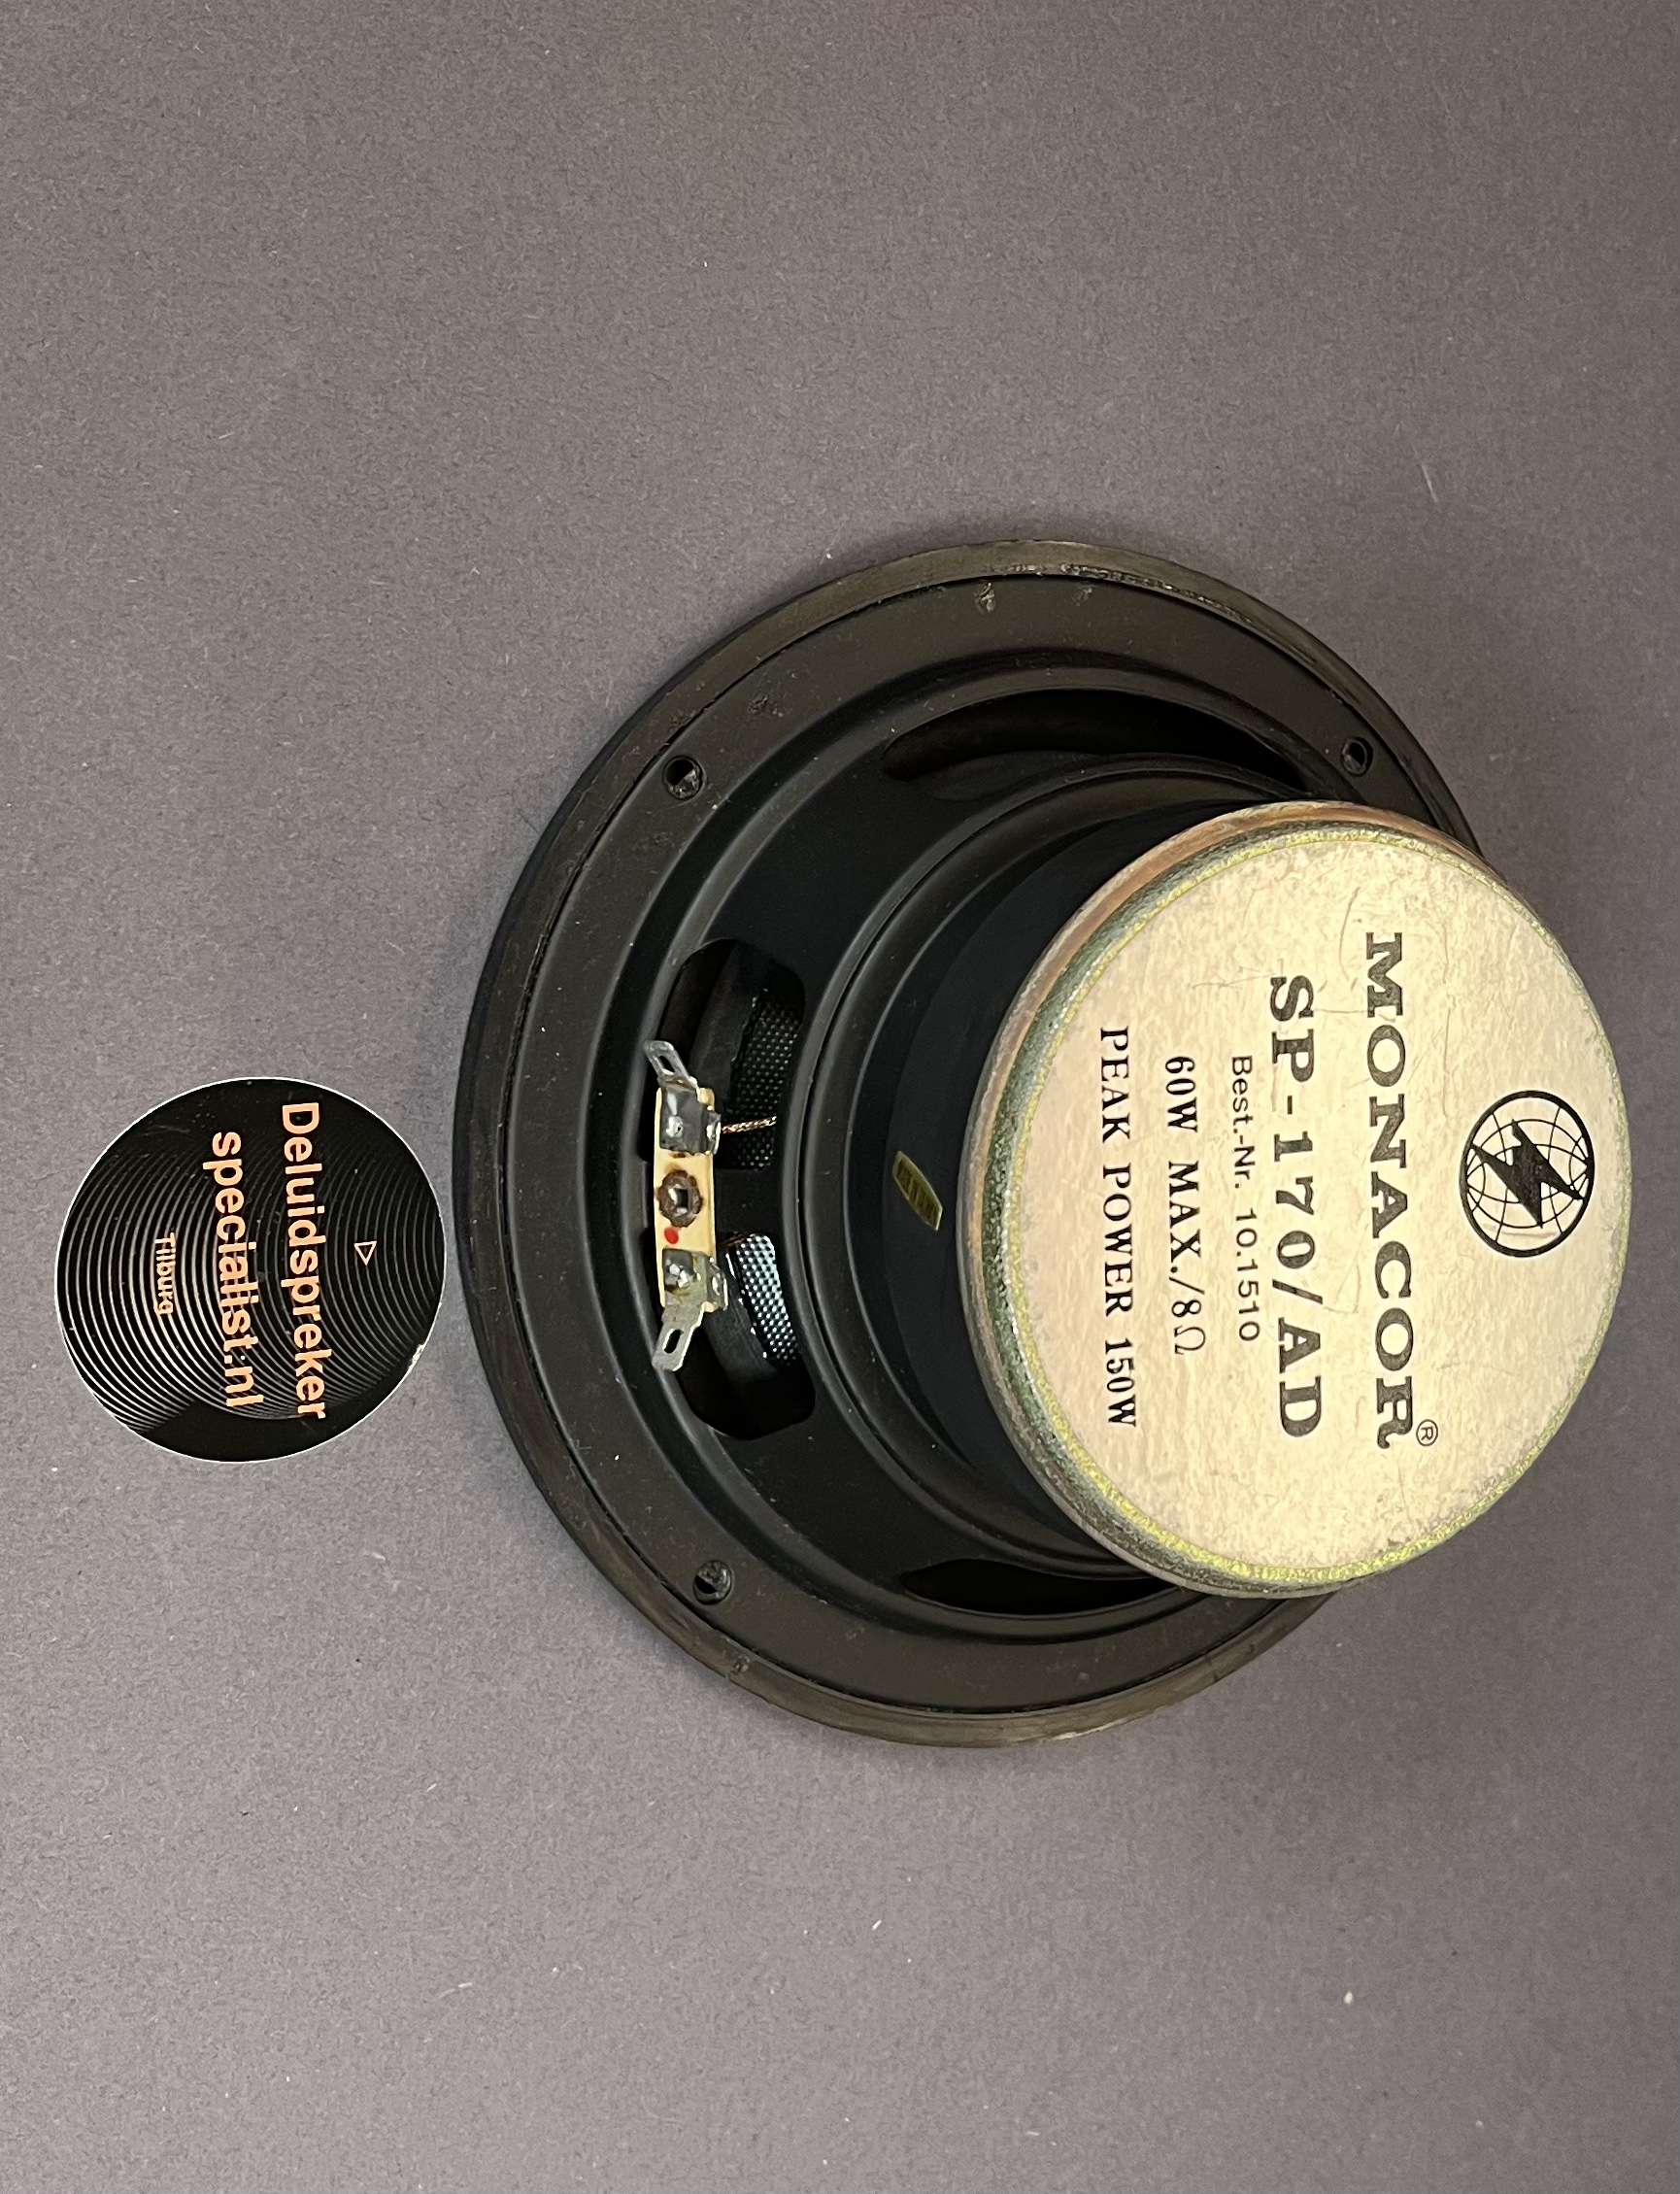 MONACOR®
SP-170/AD
Best.-Nr. 10.1510
60W MAX./8Ω
PEAK POWER 150W
Deluidspreker
specialist.nl
Tilburg